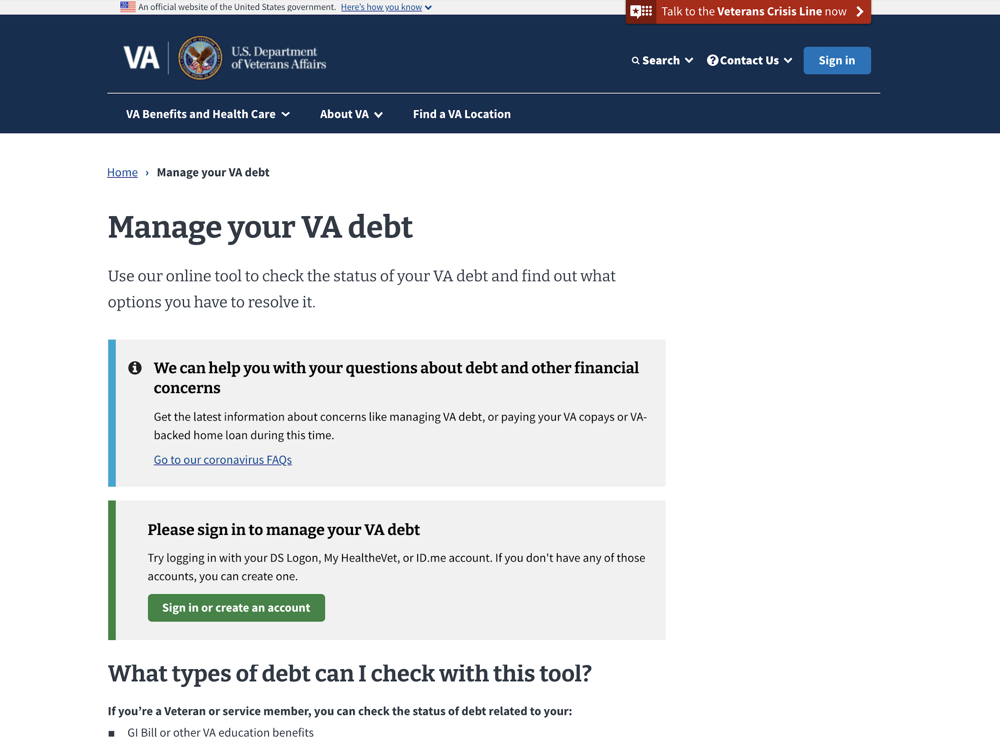 An official website of the United States government. Here’s how you know
Talk to the Veterans Crisis Line now
VA
U.S. Department
of Veterans Affairs
Search
Contact Us
Sign in
VA Benefits and Health Care
About VA
Find a VA Location
Home › Manage your VA debt
Manage your VA debt
Use our online tool to check the status of your VA debt and find out what
options you have to resolve it.
We can help you with your questions about debt and other financial
concerns
Get the latest information about concerns like managing VA debt, or paying your VA copays or VA-
backed home loan during this time.
Go to our coronavirus FAQs
Please sign in to manage your VA debt
Try logging in with your DS Logon, My HealtheVet, or ID.me account. If you don't have any of those
accounts, you can create one.
Sign in or create an account
What types of debt can I check with this tool?
If you’re a Veteran or service member, you can check the status of debt related to your:
GI Bill or other VA education benefits